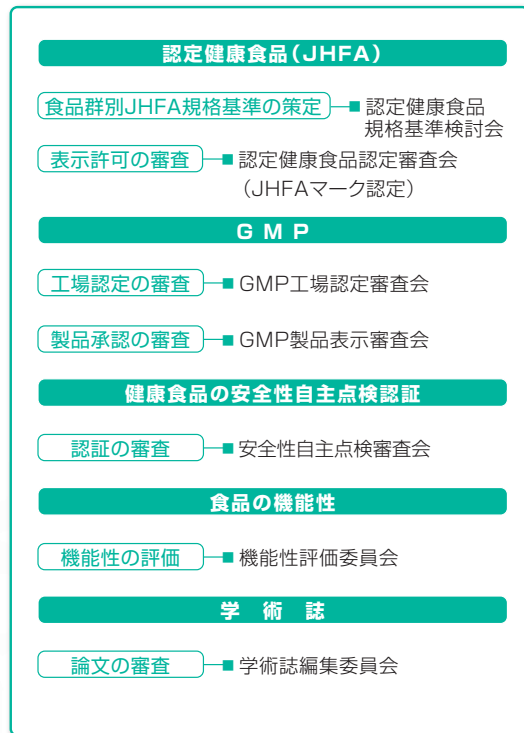 認定健康食品（JHFA）
食品群別JHFA規格基準の策定 ■ 認定健康食品
規格基準検討会
表示許可の審査 ■ 認定健康食品認定審査会
（JHFAマーク認定）
G M P
工場認定の審査 ■ GMP工場認定審査会
製品承認の審査 ■ GMP製品表示審査会
健康食品の安全性自主点検認証
認証の審査 ■ 安全性自主点検審査会
食品の機能性
機能性の評価 ■ 機能性評価委員会
学 術 誌
論文の審査 ■ 学術誌編集委員会